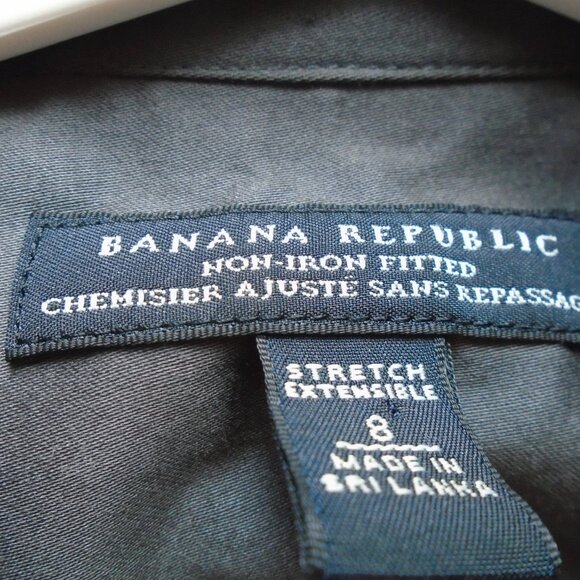 BANANA REPUBLIC
NON-IRON FITTED
CHEMISIER AJUSTÉ SANS REPASSAG
STRETCH
EXTENSIBLE
8
MADE IN
SRI LANKA